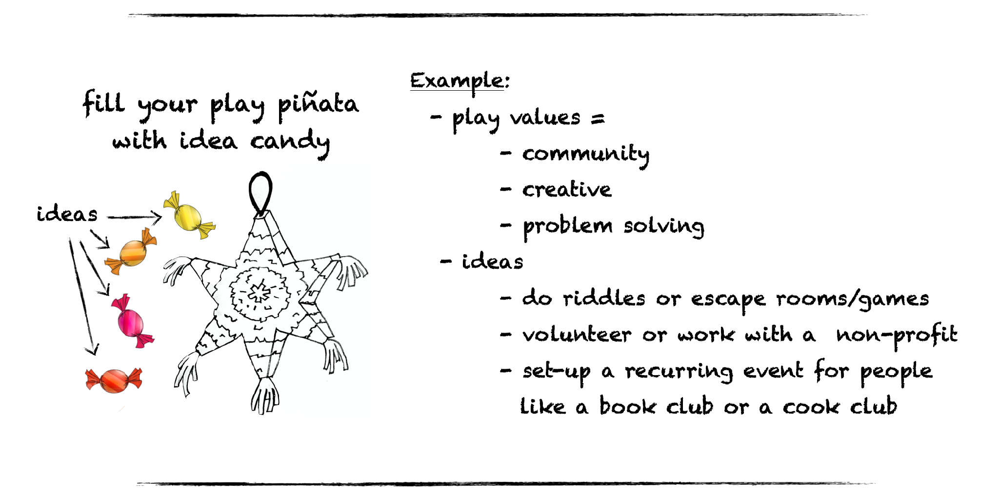 fill your play piñata
with idea candy
ideas
Example:
- play values =
- community
- creative
- problem solving
- ideas
- do riddles or escape rooms/games
- volunteer or work with a non-profit
- set-up a recurring event for people
like a book club or a cook club